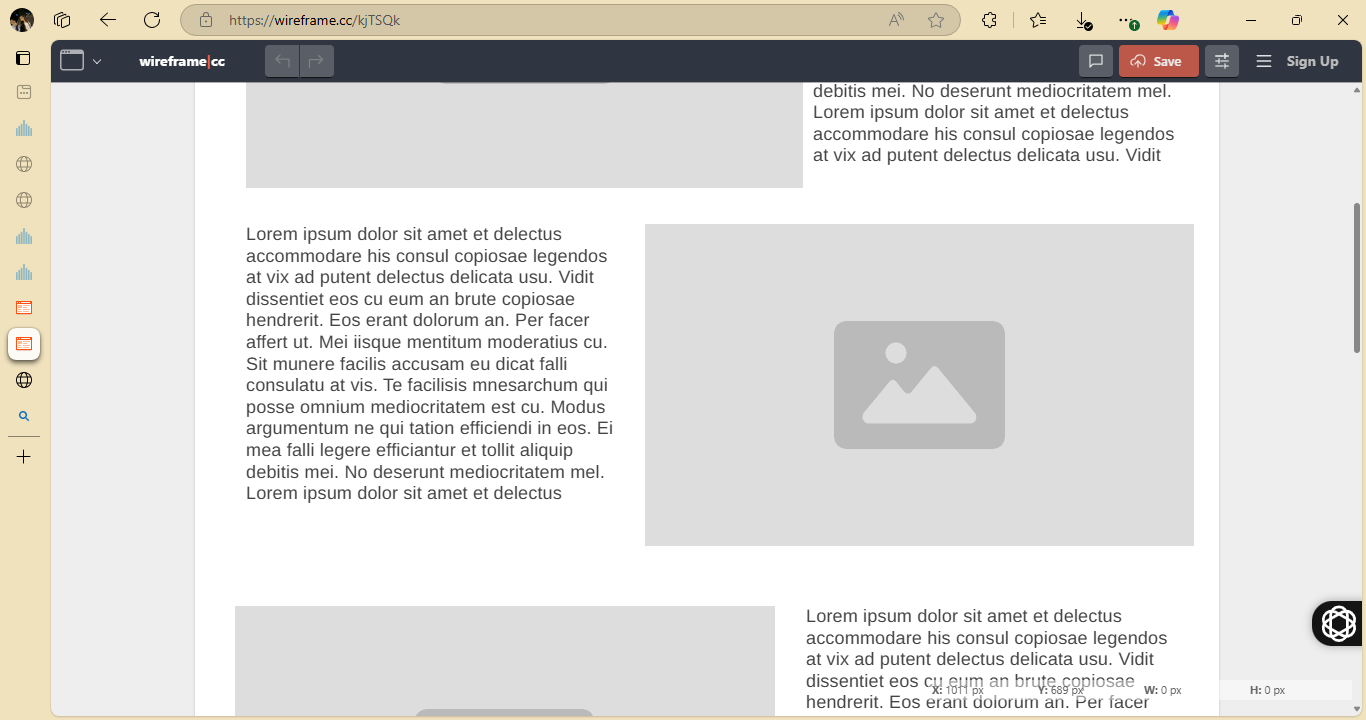 https://wireframe.cc/kjTSQk
wireframe|cc
Save
Sign Up
debitis mei. No deserunt mediocritatem mel.
Lorem ipsum dolor sit amet et delectus
accommodare his consul copiosae legendos
at vix ad putent delectus delicata usu. Vidit
Lorem ipsum dolor sit amet et delectus
accommodare his consul copiosae legendos
at vix ad putent delectus delicata usu. Vidit
dissentiet eos cu eum an brute copiosae
hendrerit. Eos erant dolorum an. Per facer
affert ut. Mei iisque mentitum moderatius cu.
Sit munere facilis accusam eu dicat falli
consulatu at vis. Te facilisis mnesarchum qui
posse omnium mediocritatem est cu. Modus
argumentum ne qui tation efficiendi in eos. Ei
mea falli legere efficiantur et tollit aliquip
debitis mei. No deserunt mediocritatem mel.
Lorem ipsum dolor sit amet et delectus
Lorem ipsum dolor sit amet et delectus
accommodare his consul copiosae legendos
at vix ad putent delectus delicata usu. Vidit
dissentiet eos cu eum an brute copiosae
X: 1011 px Y: 689 px W: 0 px H: 0 px
hendrerit. Eos erant dolorum an. Per facer